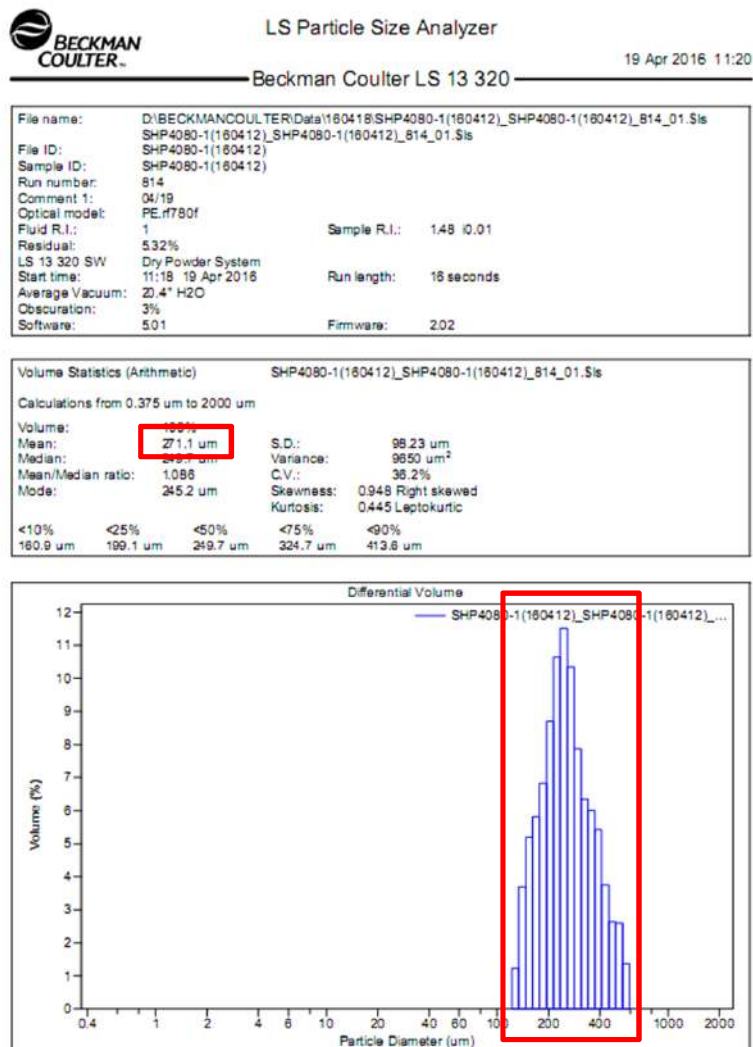 BECKMAN
COULTER™
LS Particle Size Analyzer
19 Apr 2016 11:20
Beckman Coulter LS 13 320
File name: D:\BECKMANCOULTER\Data\160418\SHP4080-1(160412)_SHP4080-1(160412)_814_01.$ls
SHP4080-1(160412)_SHP4080-1(160412)_814_01.$ls
File ID: SHP4080-1(160412)
Sample ID: SHP4080-1(160412)
Run number: 814
Comment 1: 04/19
Optical model: PE.rf780f
Fluid R.I.: 1 Sample R.I.: 1.48 i0.01
Residual: 5.32%
LS 13 320 SW Dry Powder System
Start time: 11:18 19 Apr 2016 Run length: 16 seconds
Average Vacuum: 20.4" H2O
Obscuration: 3%
Software: 5.01 Firmware: 2.02
Volume Statistics (Arithmetic) SHP4080-1(160412)_SHP4080-1(160412)_814_01.$ls
Calculations from 0.375 um to 2000 um
Volume: 100%
Mean: 271.1 um S.D.: 98.23 um
Median: 249.7 um Variance: 9650 um²
Mean/Median ratio: 1.086 C.V.: 36.2%
Mode: 245.2 um Skewness: 0.948 Right skewed
Kurtosis: 0.445 Leptokurtic
<10% <25% <50% <75% <90%
160.9 um 199.1 um 249.7 um 324.7 um 413.6 um
Differential Volume
SHP4080-1(160412)_SHP4080-1(160412)_...
12
11
10
9
8
7
6
5
4
3
2
1
0
Volume (%)
0.4 1 2 4 6 10 20 40 60 100 200 400 1000 2000
Particle Diameter (um)